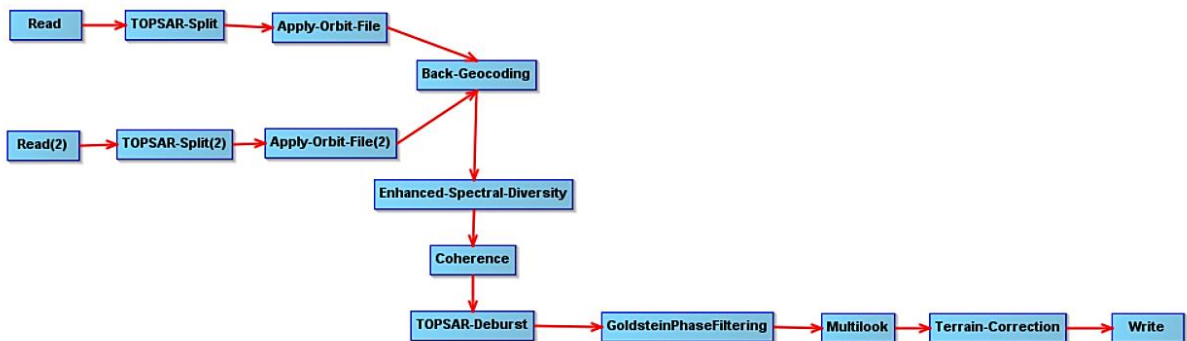 Read
TOPSAR-Split
Apply-Orbit-File
Back-Geocoding
Read(2)
TOPSAR-Split(2)
Apply-Orbit-File(2)
Enhanced-Spectral-Diversity
Coherence
TOPSAR-Deburst
GoldsteinPhaseFiltering
Multilook
Terrain-Correction
Write